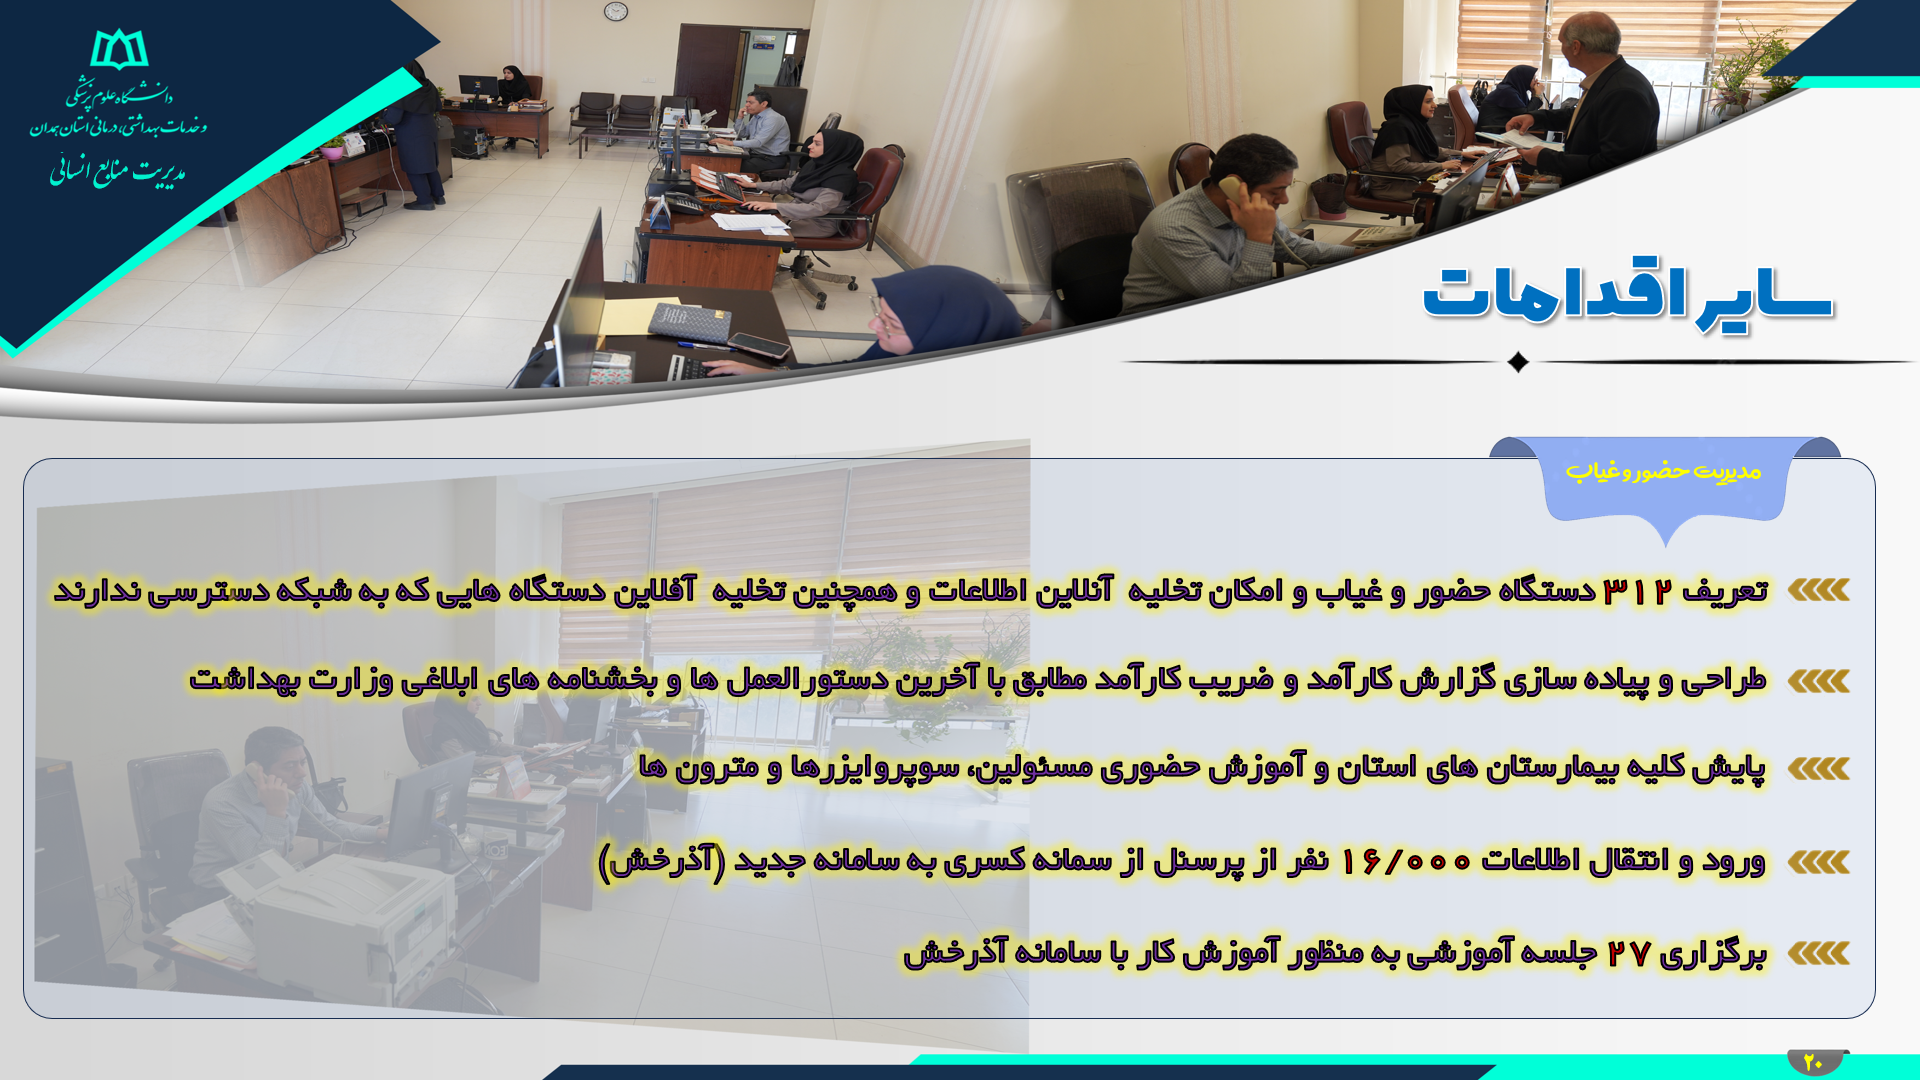 دانشگاه علوم پزشکی
و خدمات بهداشتی، درمانی استان همدان
مدیریت منابع انسانی
سایر اقدامات
مدیریت حضور و غیاب
تعریف ۳۱۲ دستگاه حضور و غیاب و امکان تخلیه آنلاین اطلاعات و همچنین تخلیه آفلاین دستگاه هایی که به شبکه دسترسی ندارند
طراحی و پیاده سازی گزارش کارآمد و ضریب کارآمد مطابق با آخرین دستورالعمل ها و بخشنامه های ابلاغی وزارت بهداشت
پایش کلیه بیمارستان های استان و آموزش حضوری مسئولین، سوپروایزرها و مترون ها
ورود و انتقال اطلاعات ۱۶/۰۰۰ نفر از پرسنل از سمانه کسری به سامانه جدید (آذرخش)
برگزاری ۲۷ جلسه آموزشی به منظور آموزش کار با سامانه آذرخش
۲۰